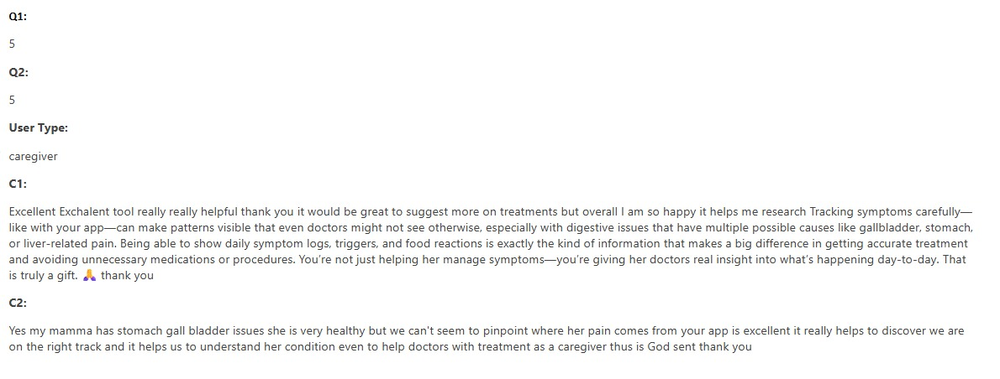 Q1:
5
Q2:
5
User Type:
caregiver
C1:
Excellent Exchalent tool really really helpful thank you it would be great to suggest more on treatments but overall I am so happy it helps me research Tracking symptoms carefully—
like with your app—can make patterns visible that even doctors might not see otherwise, especially with digestive issues that have multiple possible causes like gallbladder, stomach,
or liver-related pain. Being able to show daily symptom logs, triggers, and food reactions is exactly the kind of information that makes a big difference in getting accurate treatment
and avoiding unnecessary medications or procedures. You’re not just helping her manage symptoms—you’re giving her doctors real insight into what’s happening day-to-day. That
is truly a gift. 🙏 thank you
C2:
Yes my mamma has stomach gall bladder issues she is very healthy but we can't seem to pinpoint where her pain comes from your app is excellent it really helps to discover we are
on the right track and it helps us to understand her condition even to help doctors with treatment as a caregiver thus is God sent thank you